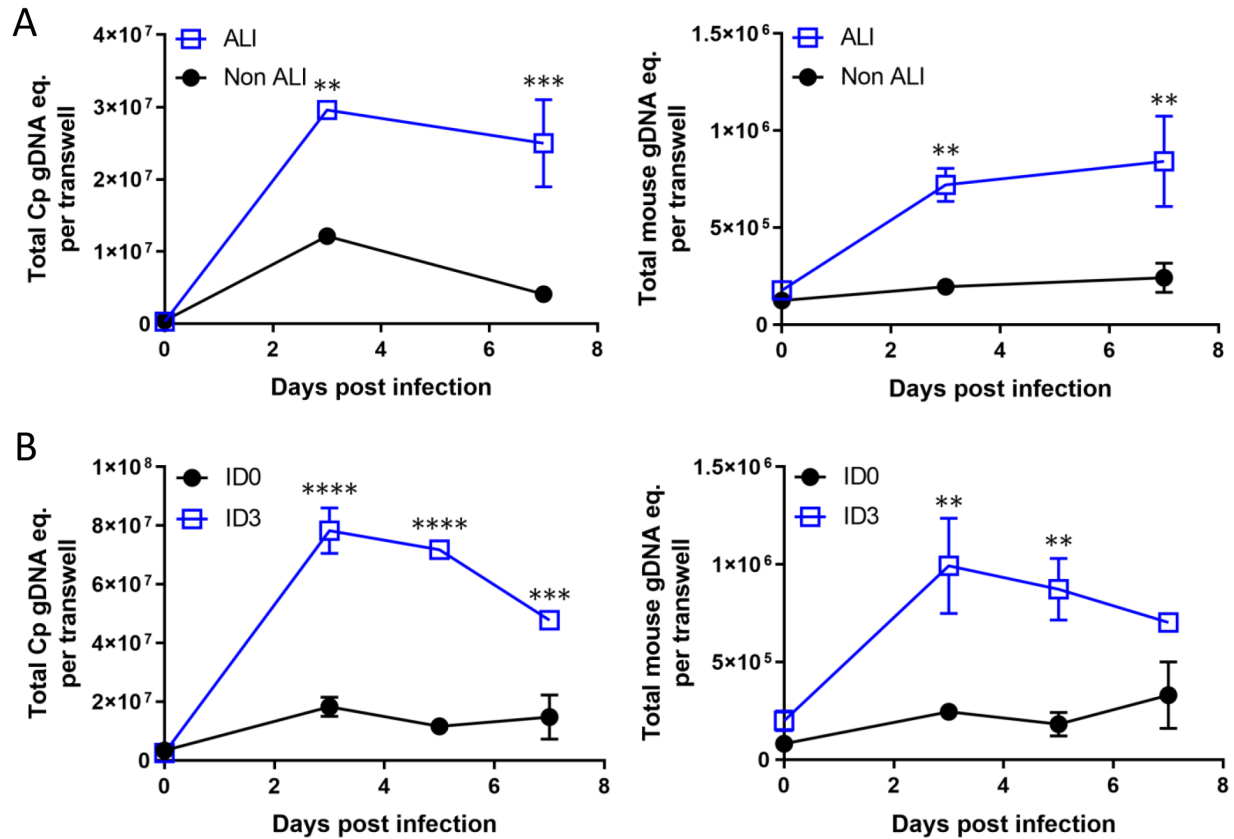 A
Total Cp gDNA eq.
per transwell
4×10⁷
3×10⁷
2×10⁷
1×10⁷
0
ALI
Non ALI
**
***
0 2 4 6 8
Days post infection
Total mouse gDNA eq.
per transwell
1.5×10⁶
1×10⁶
5×10⁵
0
ALI
Non ALI
**
**
0 2 4 6 8
Days post infection
B
Total Cp gDNA eq.
per transwell
1×10⁸
8×10⁷
6×10⁷
4×10⁷
2×10⁷
0
ID0
ID3
****
****
***
0 2 4 6 8
Days post infection
Total mouse gDNA eq.
per transwell
1.5×10⁶
1×10⁶
5×10⁵
0
ID0
ID3
**
**
0 2 4 6 8
Days post infection